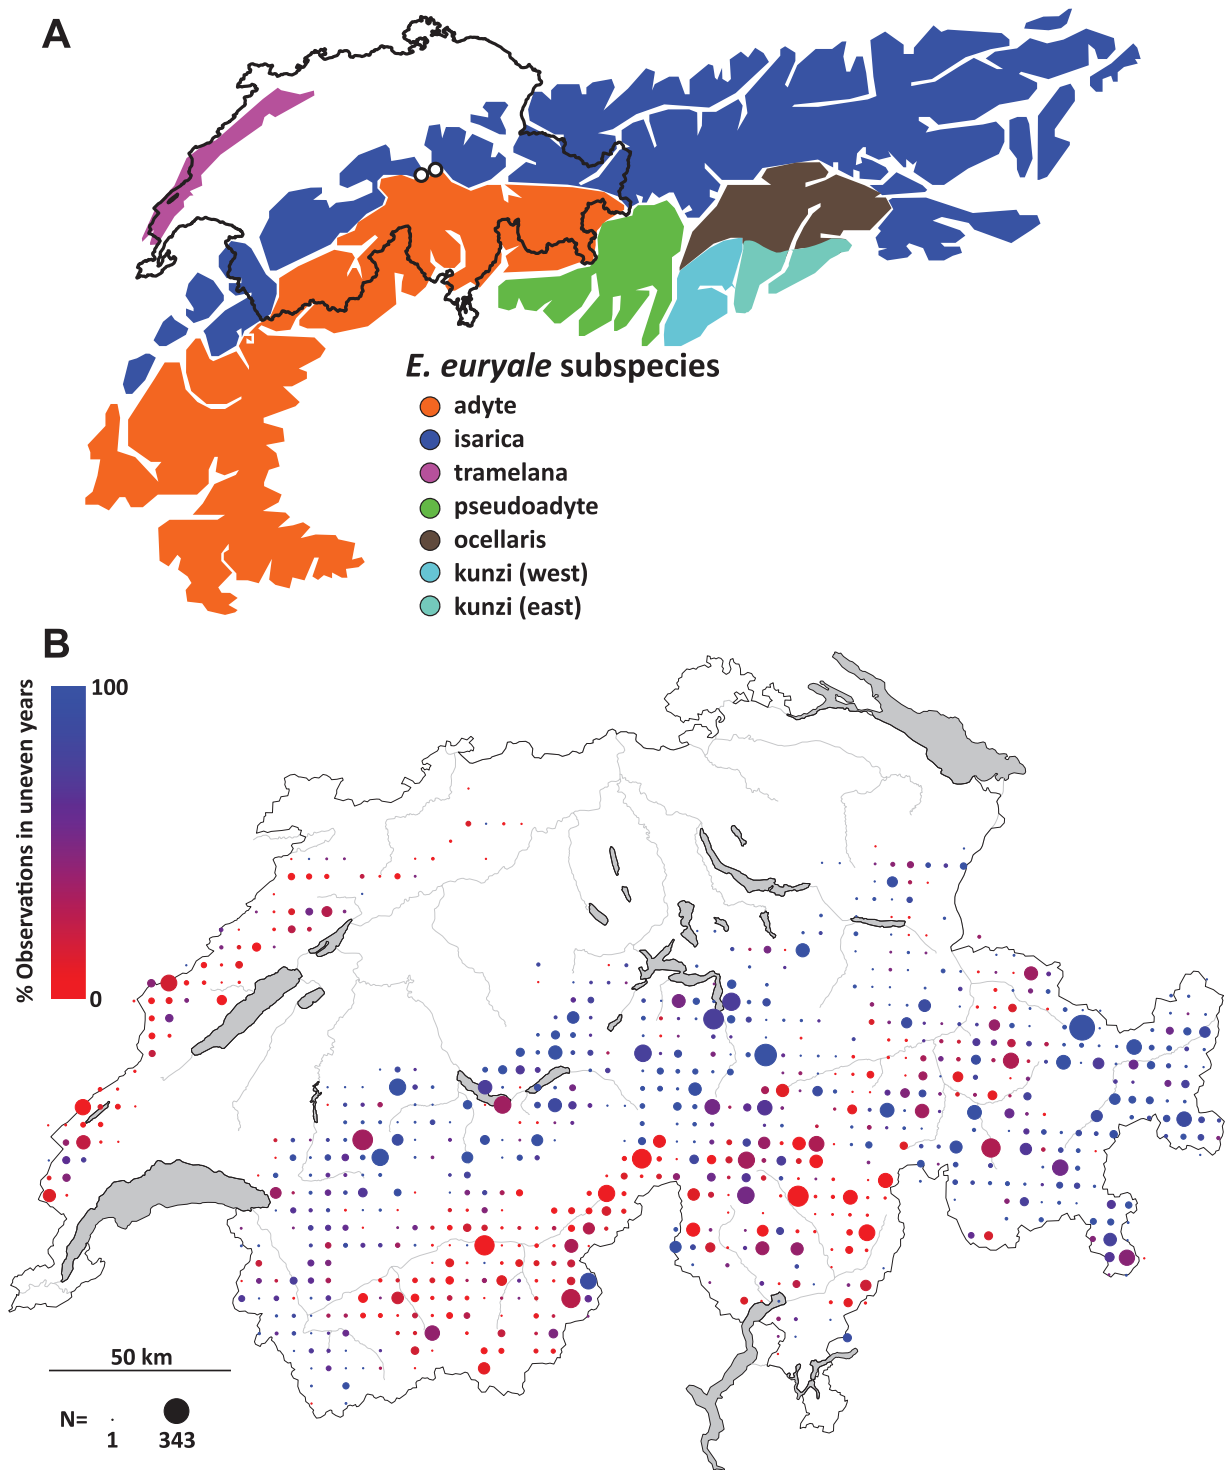 A
E. euryale subspecies
adyte
isarica
tramelana
pseudoadyte
ocellaris
kunzi (west)
kunzi (east)
B
% Observations in uneven years
100
0
50 km
N=
1
343